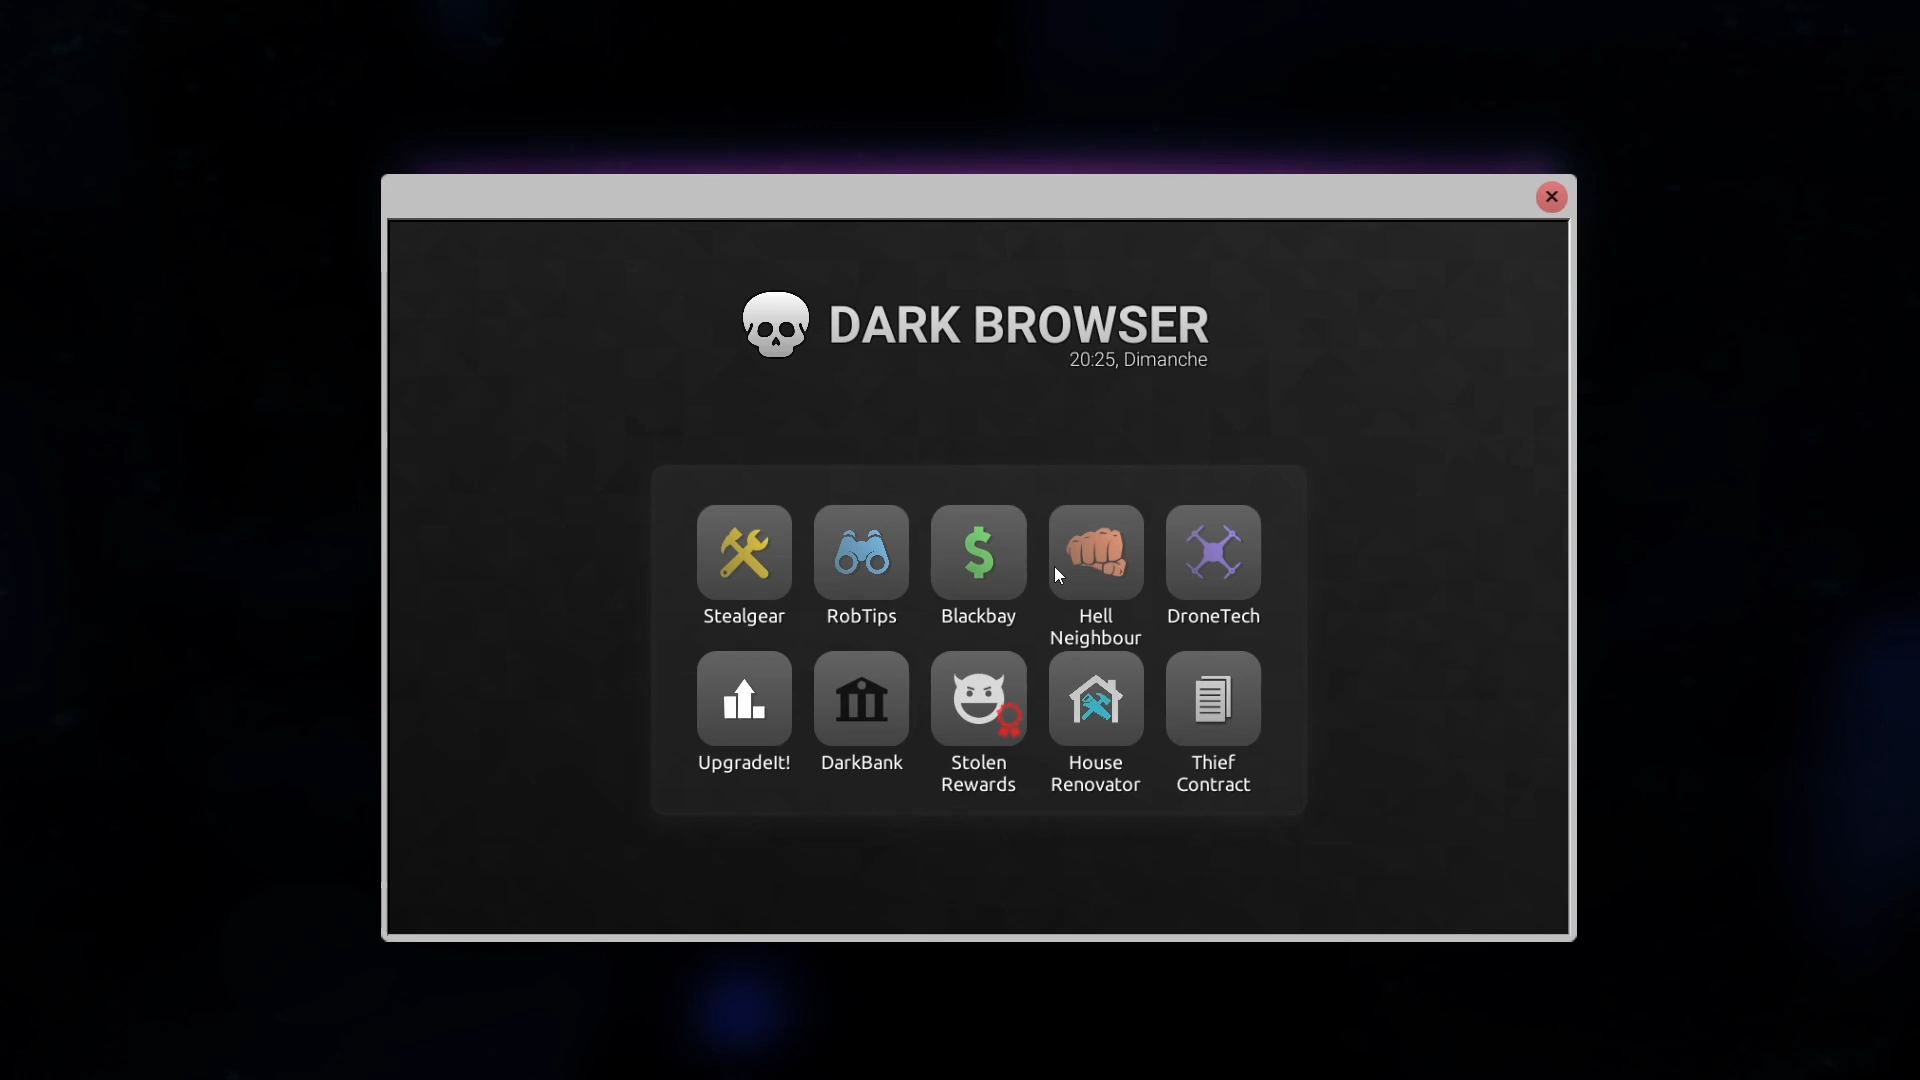 DARK BROWSER
20:25, Dimanche
Stealgear
RobTips
Blackbay
Hell
Neighbour
DroneTech
UpgradeIt!
DarkBank
Stolen
Rewards
House
Renovator
Thief
Contract